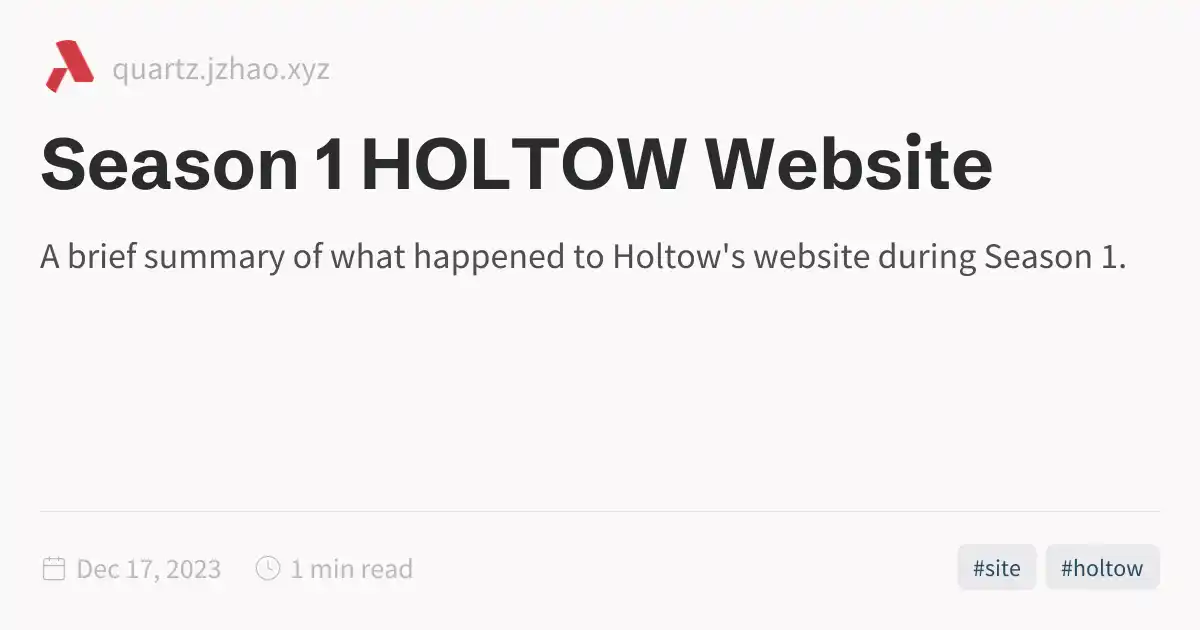 quartz.jzhao.xyz
Season 1 HOLTOW Website
A brief summary of what happened to Holtow's website during Season 1.
Dec 17, 2023 1 min read #site #holtow